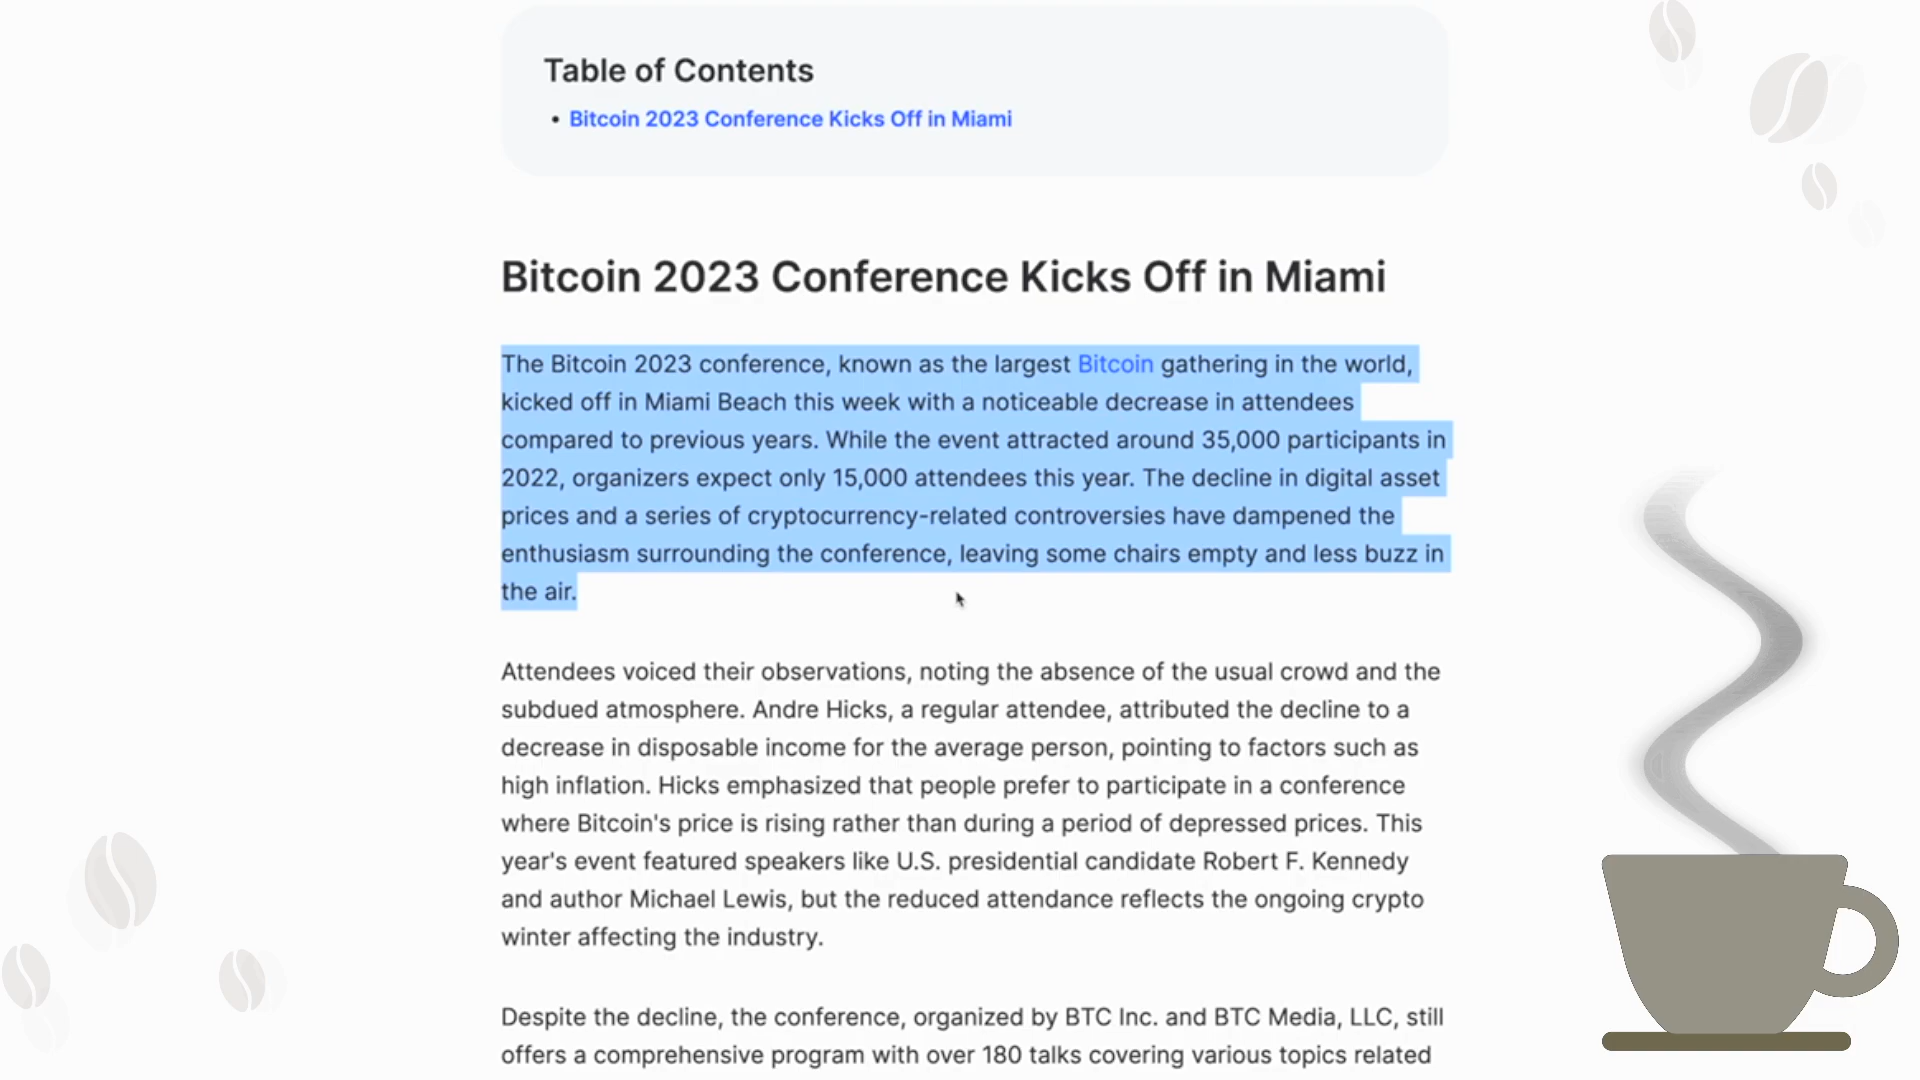 Table of Contents
• Bitcoin 2023 Conference Kicks Off in Miami
Bitcoin 2023 Conference Kicks Off in Miami
The Bitcoin 2023 conference, known as the largest Bitcoin gathering in the world,
kicked off in Miami Beach this week with a noticeable decrease in attendees
compared to previous years. While the event attracted around 35,000 participants in
2022, organizers expect only 15,000 attendees this year. The decline in digital asset
prices and a series of cryptocurrency-related controversies have dampened the
enthusiasm surrounding the conference, leaving some chairs empty and less buzz in
the air.
Attendees voiced their observations, noting the absence of the usual crowd and the
subdued atmosphere. Andre Hicks, a regular attendee, attributed the decline to a
decrease in disposable income for the average person, pointing to factors such as
high inflation. Hicks emphasized that people prefer to participate in a conference
where Bitcoin's price is rising rather than during a period of depressed prices. This
year's event featured speakers like U.S. presidential candidate Robert F. Kennedy
and author Michael Lewis, but the reduced attendance reflects the ongoing crypto
winter affecting the industry.
Despite the decline, the conference, organized by BTC Inc. and BTC Media, LLC, still
offers a comprehensive program with over 180 talks covering various topics related